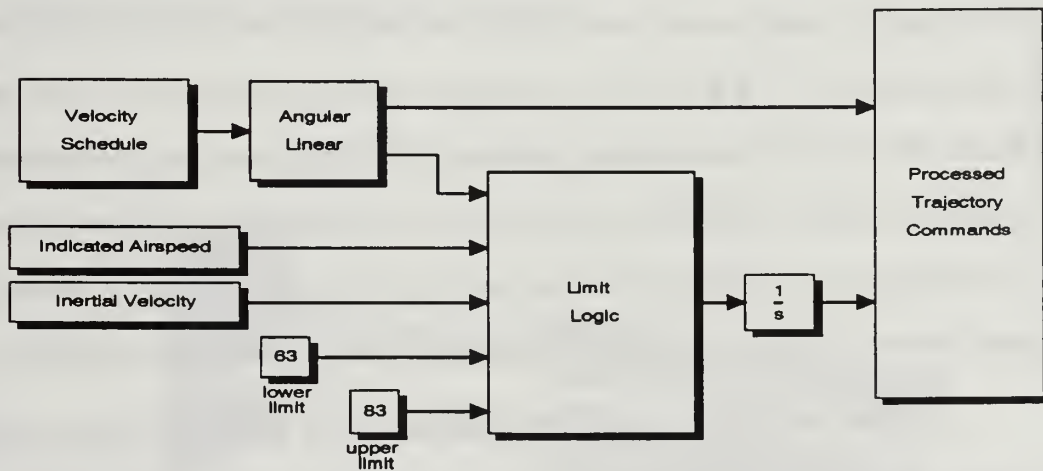 Velocity
Schedule
Angular
Linear
Processed
Trajectory
Commands
Indicated Airspeed
Inertial Velocity
Limit
Logic
1
s
63
lower
limit
83
upper
limit